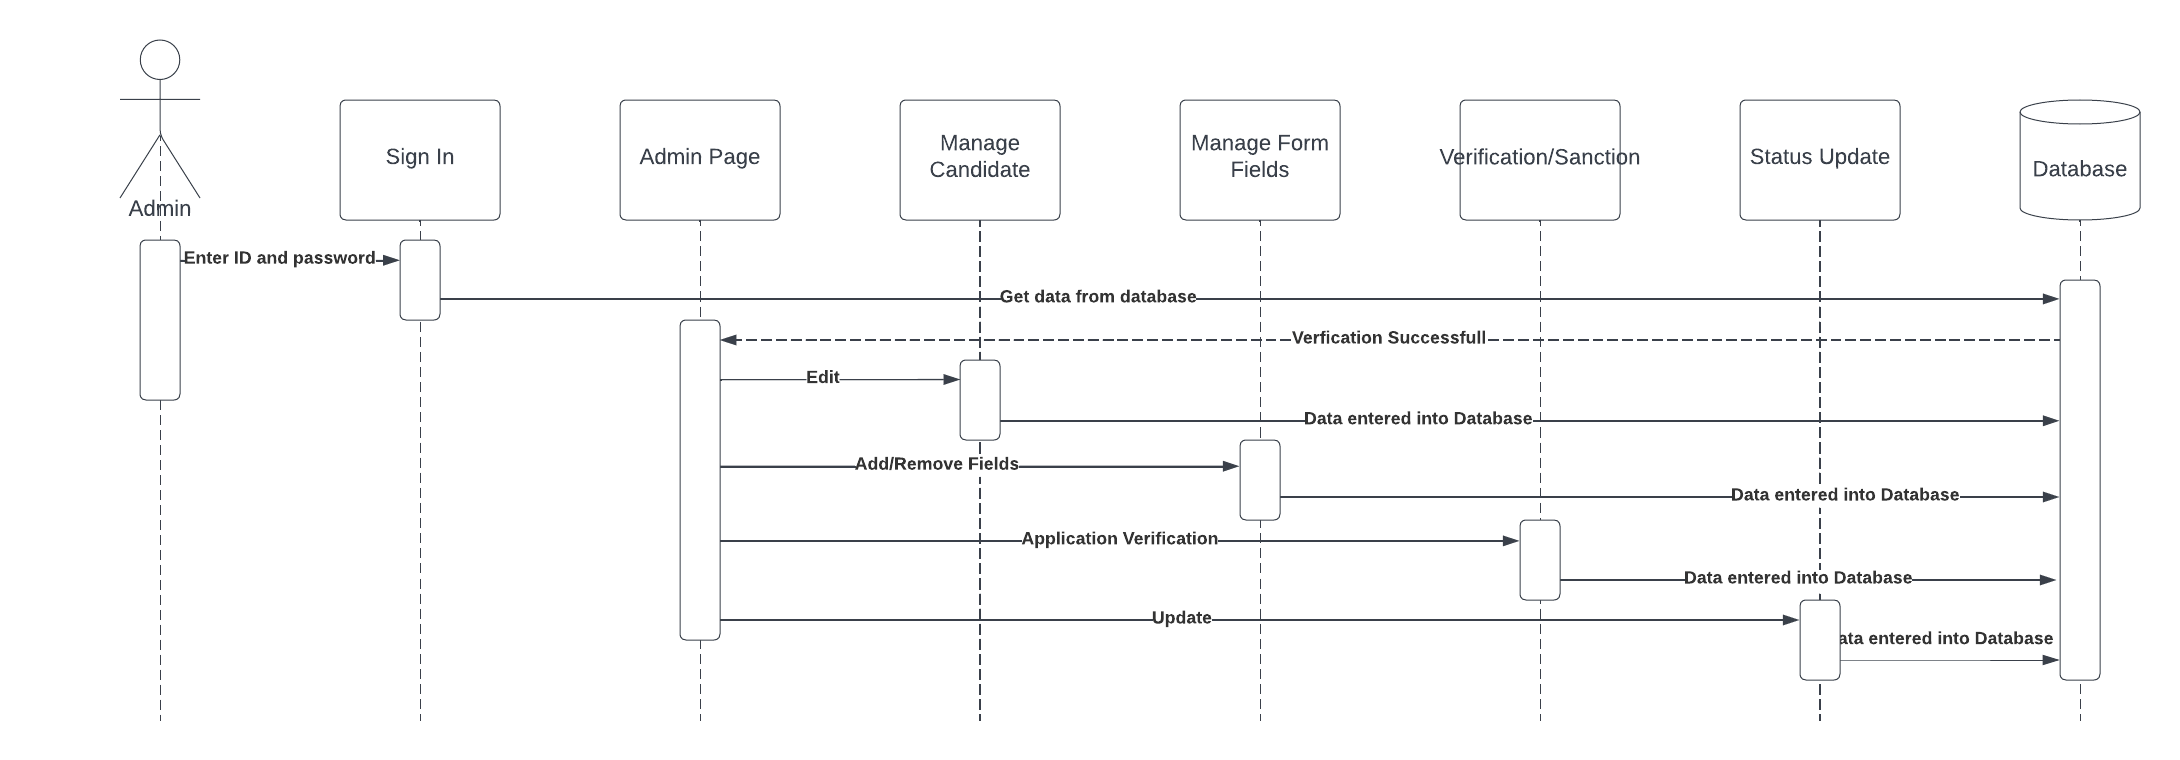 Admin
Sign In
Admin Page
Manage
Candidate
Manage Form
Fields
Verification/Sanction
Status Update
Database
Enter ID and password
Get data from database
Verfication Successfull
Edit
Data entered into Database
Add/Remove Fields
Data entered into Database
Application Verification
Data entered into Database
Update
ata entered into Database